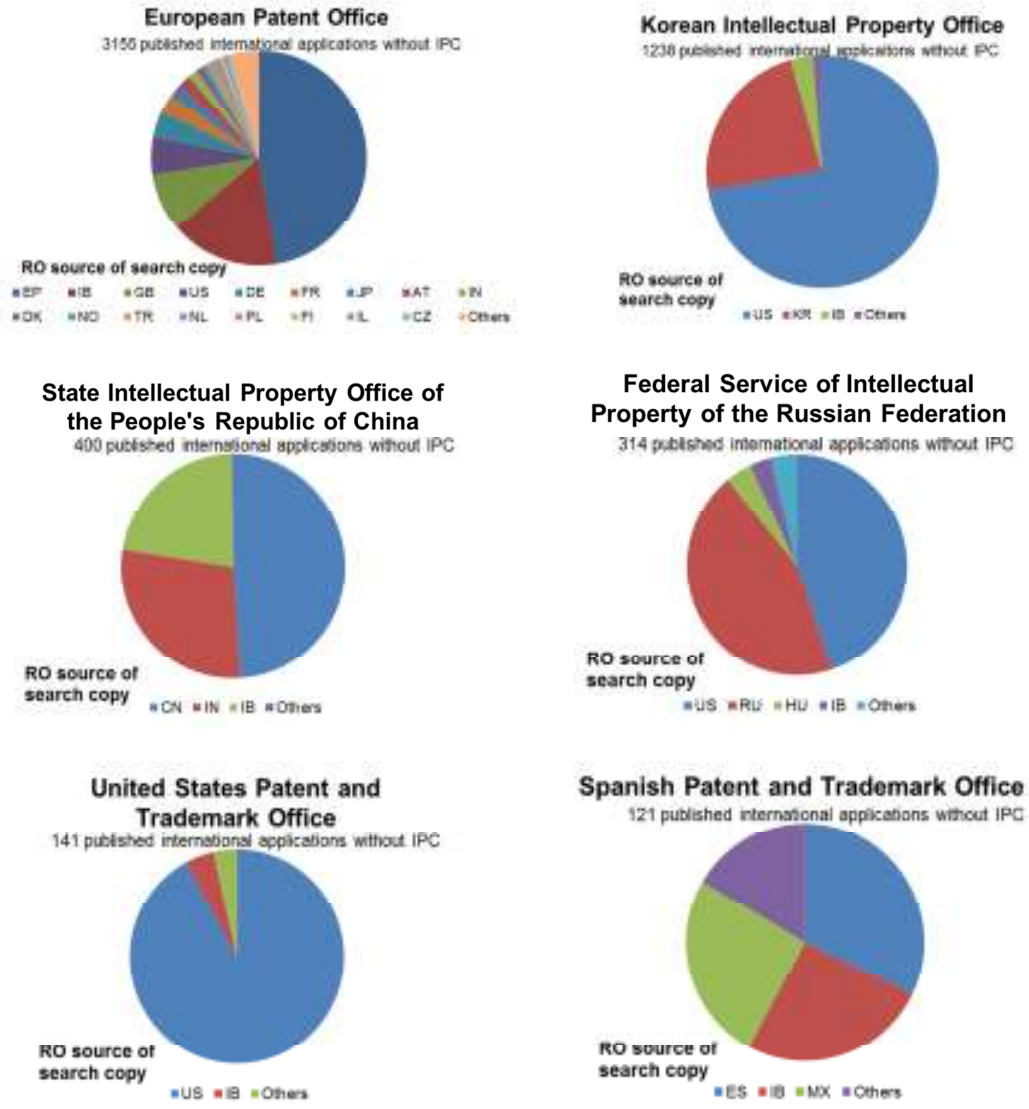 European Patent Office
3155 published international applications without IPC
RO source of search copy
EP IB GB US DE FR JP AT IN
DK NO TR NL PL FI IL CZ Others
Korean Intellectual Property Office
1238 published international applicaitons without IPC
RO source of
search copy
US KR IB Others
State Intellectual Property Office of
the People's Republic of China
400 published international applications without IPC
RO source of
search copy
CN IN IB Others
Federal Service of Intellectual
Property of the Russian Federation
314 published international applications without IPC
RO source of
search copy
US RU HU IB Others
United States Patent and
Trademark Office
141 published international applications without IPC
RO source of
search copy
US IB Others
Spanish Patent and Trademark Office
121 published international applications without IPC
RO source of
search copy
ES IB MX Others